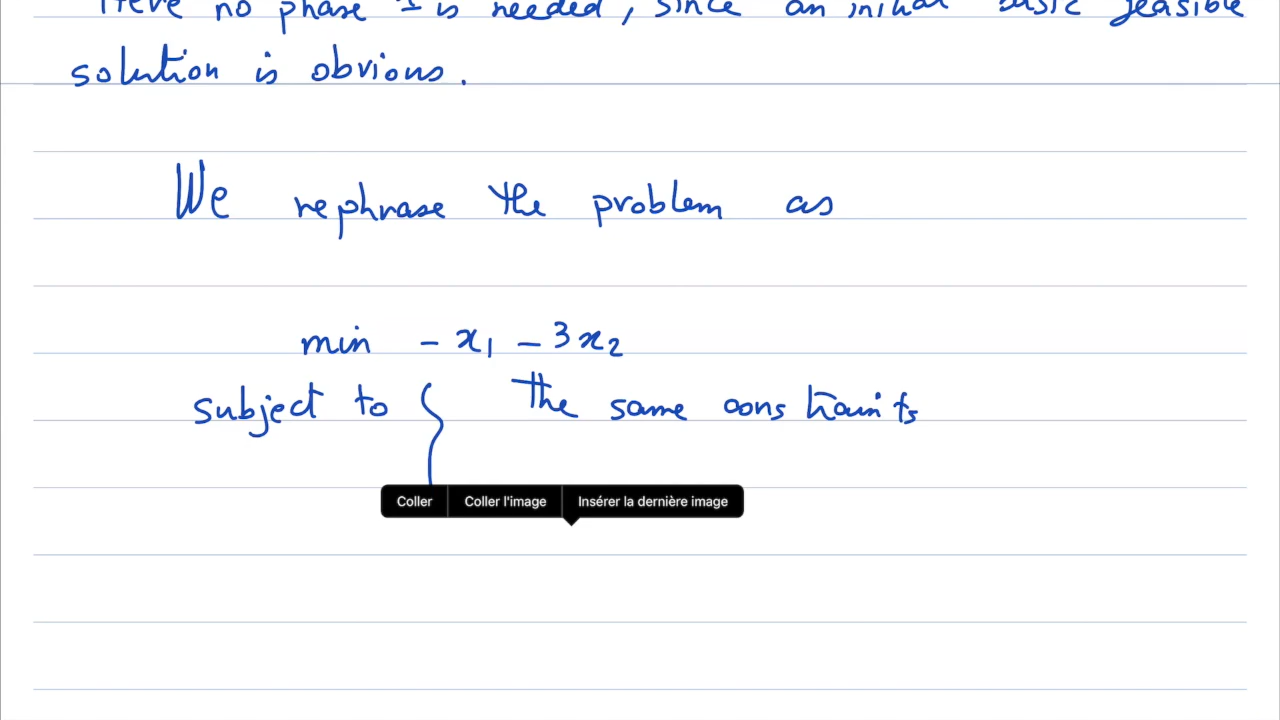 Here no phase I is needed, since an initial basic feasible
solution is obvious.
We rephrase the problem as
min - x₁ - 3x₂
subject to { the same constraints
Coller Coller l'image Insérer la dernière image